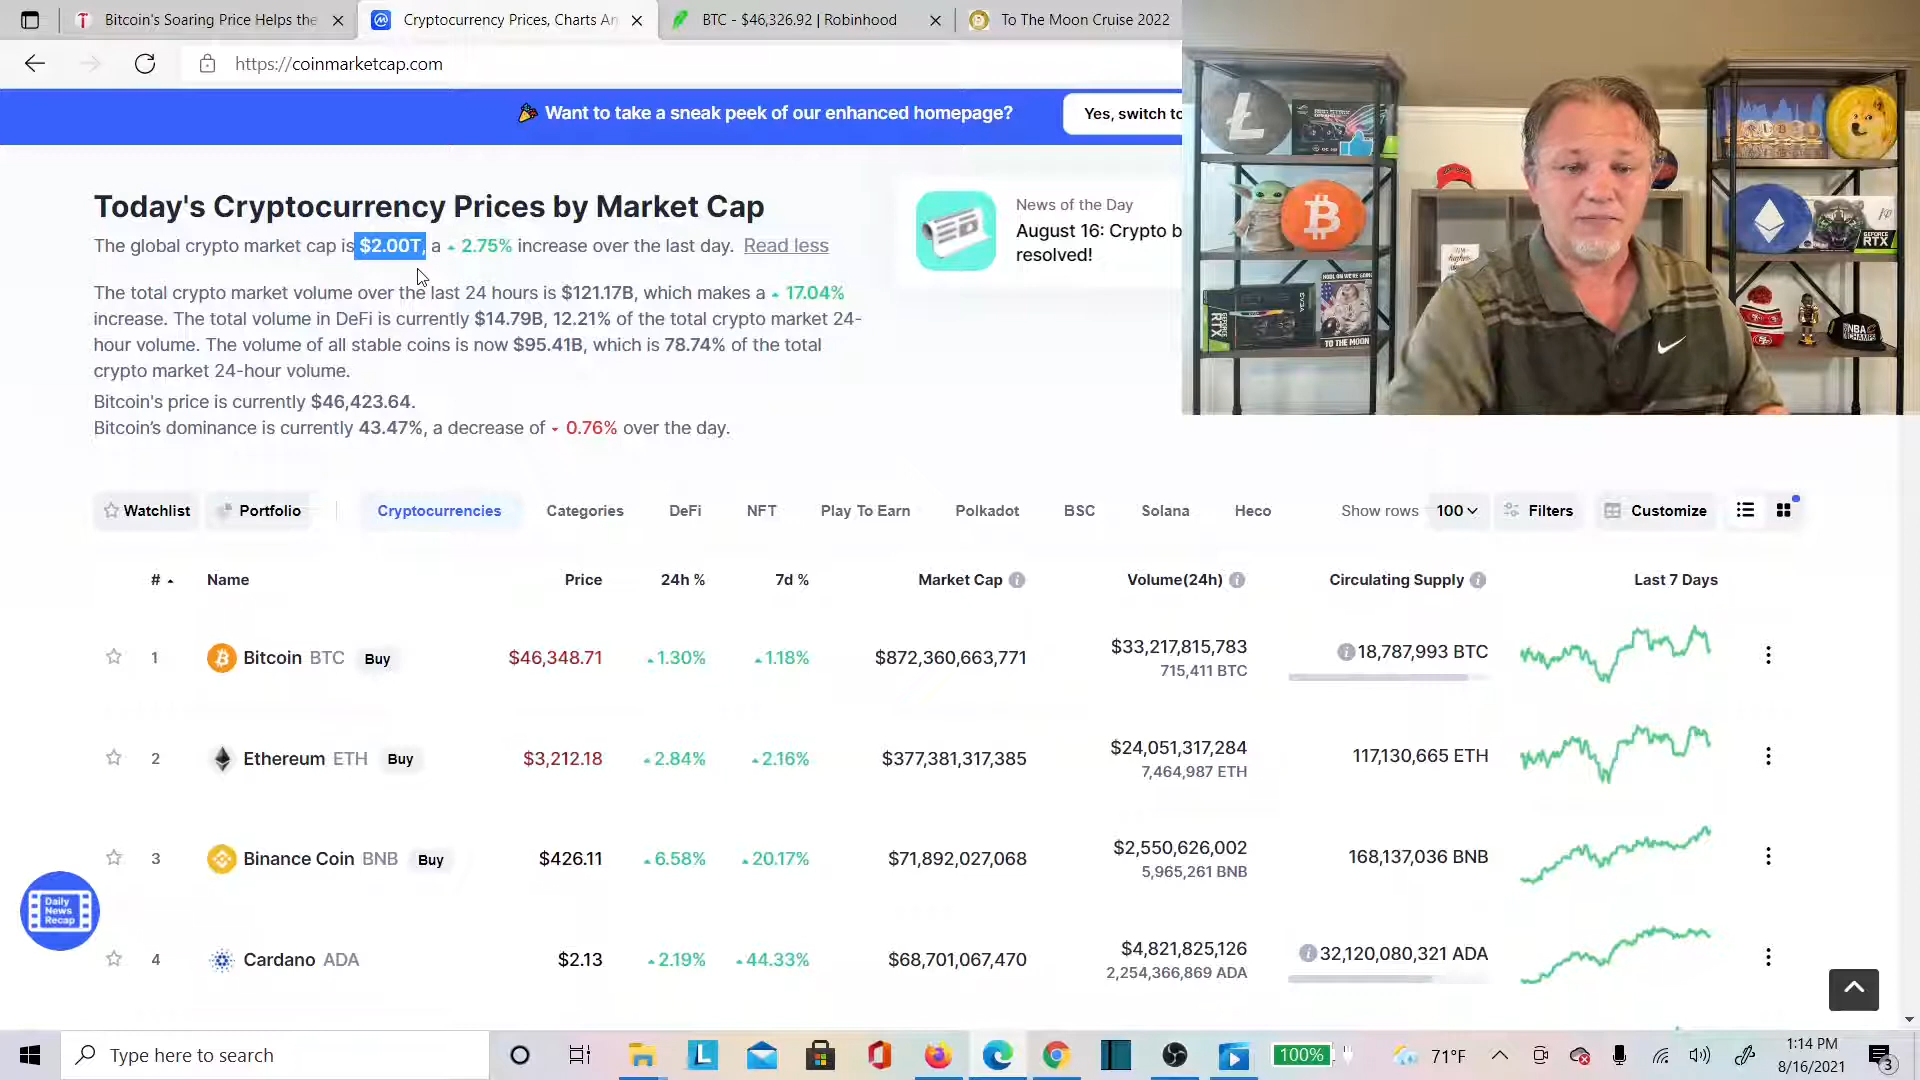 Bitcoin's Soaring Price Helps the
Cryptocurrency Prices, Charts An
BTC - $46,326.92 | Robinhood
To The Moon Cruise 2022
https://coinmarketcap.com
Want to take a sneak peek of our enhanced homepage?
Yes, switch to
Today's Cryptocurrency Prices by Market Cap
The global crypto market cap is $2.00T, a 2.75% increase over the last day. Read less
The total crypto market volume over the last 24 hours is $121.17B, which makes a 17.04%
increase. The total volume in DeFi is currently $14.79B, 12.21% of the total crypto market 24-
hour volume. The volume of all stable coins is now $95.41B, which is 78.74% of the total
crypto market 24-hour volume.
Bitcoin's price is currently $46,423.64.
Bitcoin's dominance is currently 43.47%, a decrease of 0.76% over the day.
News of the Day
August 16: Crypto b
resolved!
GEFORCE
RTX
TO THE MOON
GEFORCE
RTX
NBA
CHAMPS
Watchlist Portfolio Cryptocurrencies Categories DeFi NFT Play To Earn Polkadot BSC Solana Heco Show rows 100 Filters Customize
# Name Price 24h % 7d % Market Cap Volume(24h) Circulating Supply Last 7 Days
1 Bitcoin BTC Buy $46,348.71 1.30% 1.18% $872,360,663,771 $33,217,815,783 18,787,993 BTC
715,411 BTC
2 Ethereum ETH Buy $3,212.18 2.84% 2.16% $377,381,317,385 $24,051,317,284 117,130,665 ETH
7,464,987 ETH
3 Binance Coin BNB Buy $426.11 6.58% 20.17% $71,892,027,068 $2,550,626,002 168,137,036 BNB
5,965,261 BNB
4 Cardano ADA $2.13 2.19% 44.33% $68,701,067,470 $4,821,825,126 32,120,080,321 ADA
2,254,366,869 ADA
Daily
News
Recap
Type here to search
100%
71°F
1:14 PM
8/16/2021
3